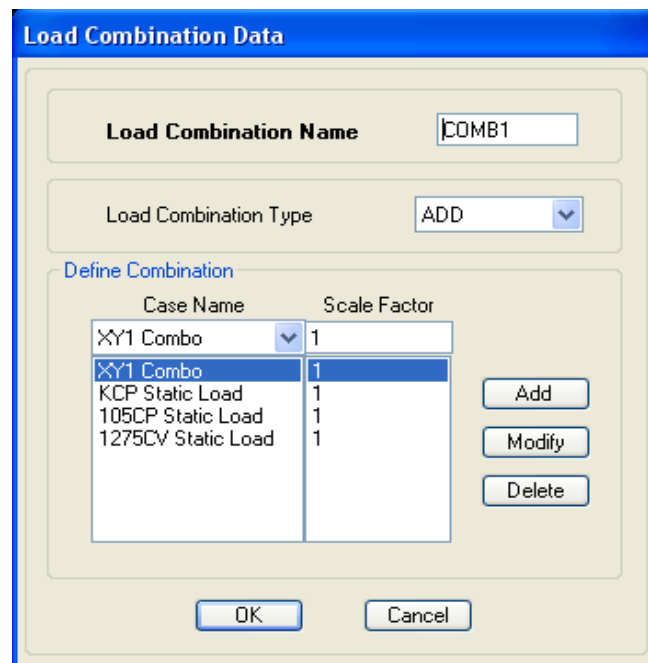 Load Combination Data
Load Combination Name COMB1
Load Combination Type ADD
Define Combination
Case Name Scale Factor
XY1 Combo 1
XY1 Combo 1
KCP Static Load 1
105CP Static Load 1
1275CV Static Load 1
Add
Modify
Delete
OK Cancel